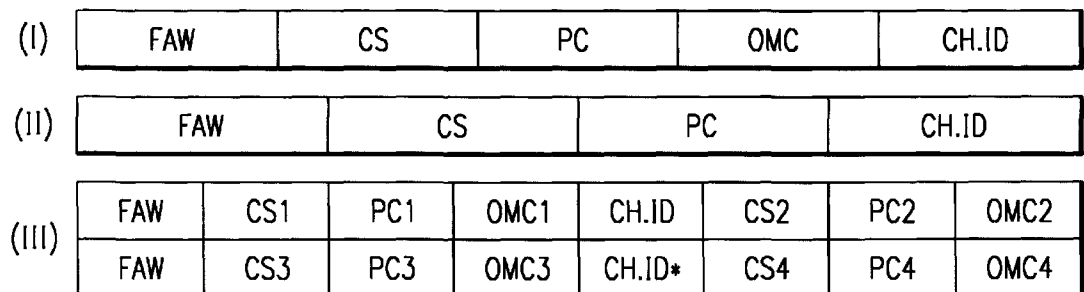 (I) FAW CS PC OMC CH.ID
(II) FAW CS PC CH.ID
(III)
FAW CS1 PC1 OMC1 CH.ID CS2 PC2 OMC2
FAW CS3 PC3 OMC3 CH.ID* CS4 PC4 OMC4